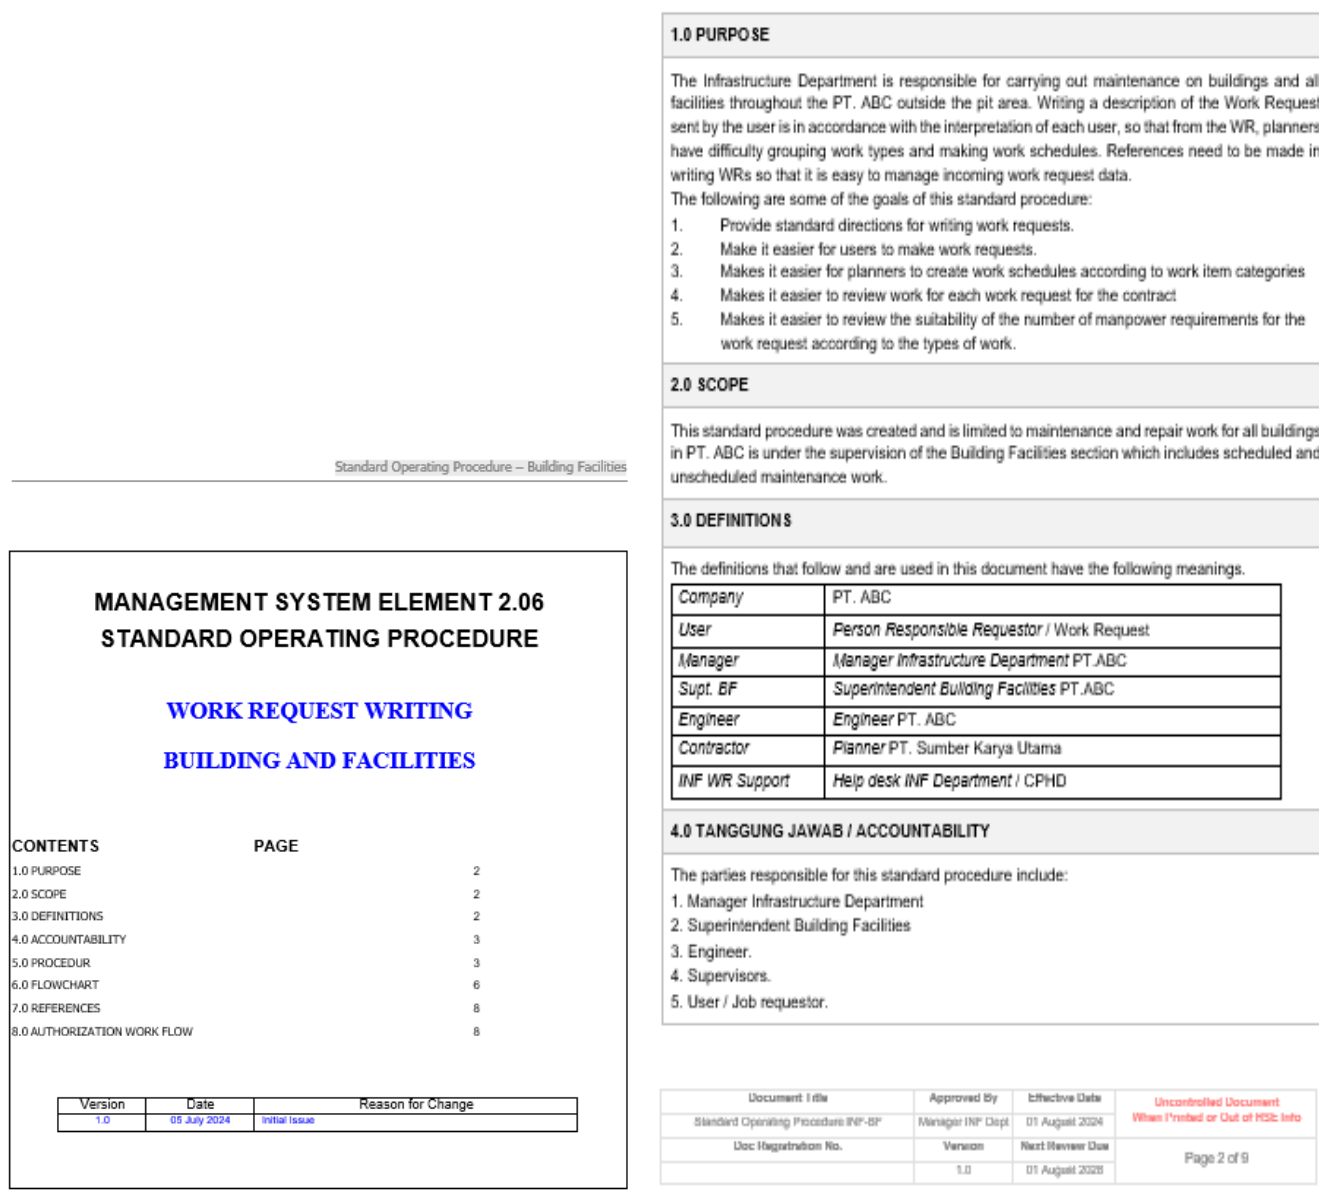 Standard Operating Procedure – Building Facilities
MANAGEMENT SYSTEM ELEMENT 2.06
STANDARD OPERATING PROCEDURE
WORK REQUEST WRITING
BUILDING AND FACILITIES
CONTENTS PAGE
1.0 PURPOSE 2
2.0 SCOPE 2
3.0 DEFINITIONS 2
4.0 ACCOUNTABILITY 3
5.0 PROCEDUR 3
6.0 FLOWCHART 6
7.0 REFERENCES 8
8.0 AUTHORIZATION WORK FLOW 8
Version Date Reason for Change
1.0 05 July 2024 Initial Issue
1.0 PURPOSE
The Infrastructure Department is responsible for carrying out maintenance on buildings and all
facilities throughout the PT. ABC outside the pit area. Writing a description of the Work Request
sent by the user is in accordance with the interpretation of each user, so that from the WR, planners
have difficulty grouping work types and making work schedules. References need to be made in
writing WRs so that it is easy to manage incoming work request data.
The following are some of the goals of this standard procedure:
1. Provide standard directions for writing work requests.
2. Make it easier for users to make work requests.
3. Makes it easier for planners to create work schedules according to work item categories
4. Makes it easier to review work for each work request for the contract
5. Makes it easier to review the suitability of the number of manpower requirements for the
work request according to the types of work.
2.0 SCOPE
This standard procedure was created and is limited to maintenance and repair work for all buildings
in PT. ABC is under the supervision of the Building Facilities section which includes scheduled and
unscheduled maintenance work.
3.0 DEFINITIONS
The definitions that follow and are used in this document have the following meanings.
Company PT. ABC
User Person Responsible Requestor / Work Request
Manager Manager Infrastructure Department PT.ABC
Supt. BF Superintendent Building Facilities PT.ABC
Engineer Engineer PT. ABC
Contractor Planner PT. Sumber Karya Utama
INF WR Support Help desk INF Department / CPHD
4.0 TANGGUNG JAWAB / ACCOUNTABILITY
The parties responsible for this standard procedure include:
1. Manager Infrastructure Department
2. Superintendent Building Facilities
3. Engineer.
4. Supervisors.
5. User / Job requestor.
Document Title Approved By Effective Date Uncontrolled Document
Standard Operating Procedure INF-BF Manager INF Dept 01 August 2024 When Printed or Out of HSE Info
Doc Registration No. Version Next Review Due
1.0 01 August 2028 Page 2 of 9